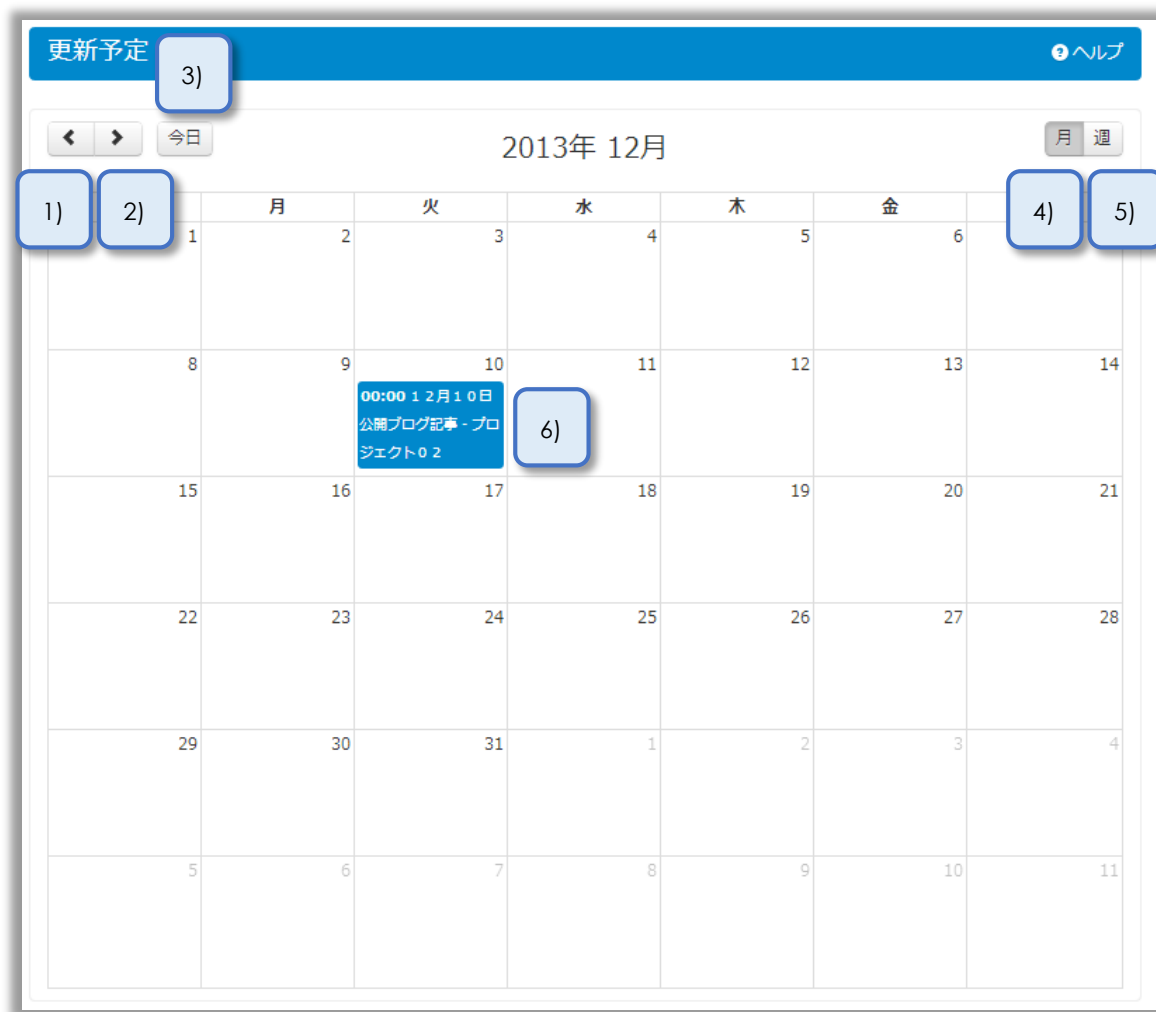 更新予定
3)
ヘルプ
今日
2013年 12月
月 週
1) 2) 月 火 水 木 金 4) 5)
1 2 3 4 5 6
8 9 10 11 12 13 14
00:00 12月10日
公開ブログ記事 - プロ
ジェクト02
6)
15 16 17 18 19 20 21
22 23 24 25 26 27 28
29 30 31 1 2 3 4
5 6 7 8 9 10 11